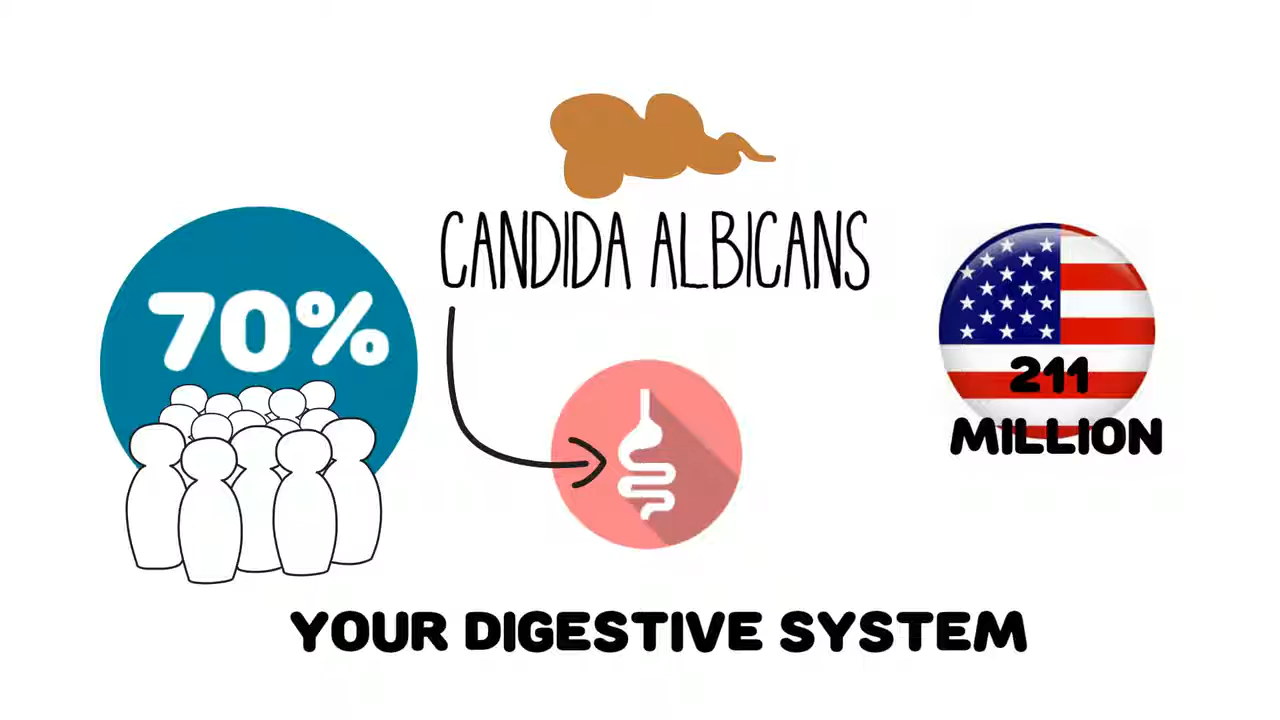 CANDIDA ALBICANS
70%
211
MILLION
YOUR DIGESTIVE SYSTEM